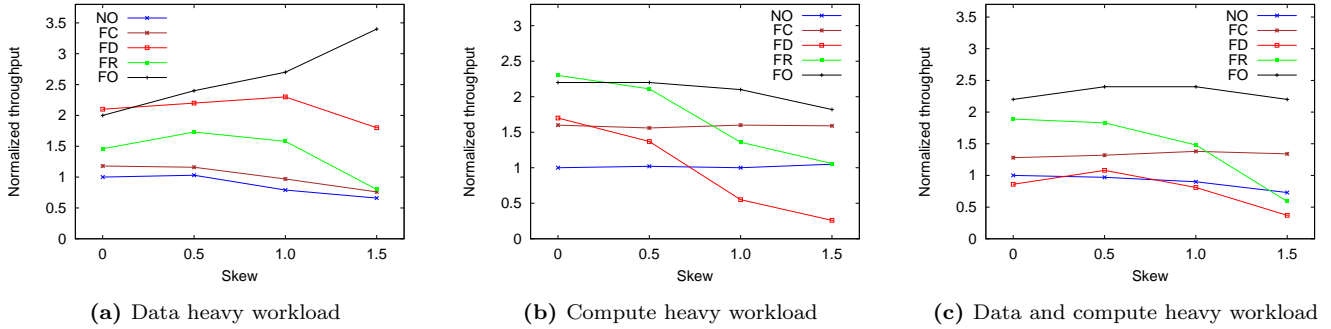 Normalized throughput
3.5
3
2.5
2
1.5
1
0.5
0
NO
FC
FD
FR
FO
0 0.5 1.0 1.5
Skew
(a) Data heavy workload
Normalized throughput
3
2.5
2
1.5
1
0.5
0
NO
FC
FD
FR
FO
0 0.5 1.0 1.5
Skew
(b) Compute heavy workload
Normalized throughput
3.5
3
2.5
2
1.5
1
0.5
0
NO
FC
FD
FR
FO
0 0.5 1.0 1.5
Skew
(c) Data and compute heavy workload